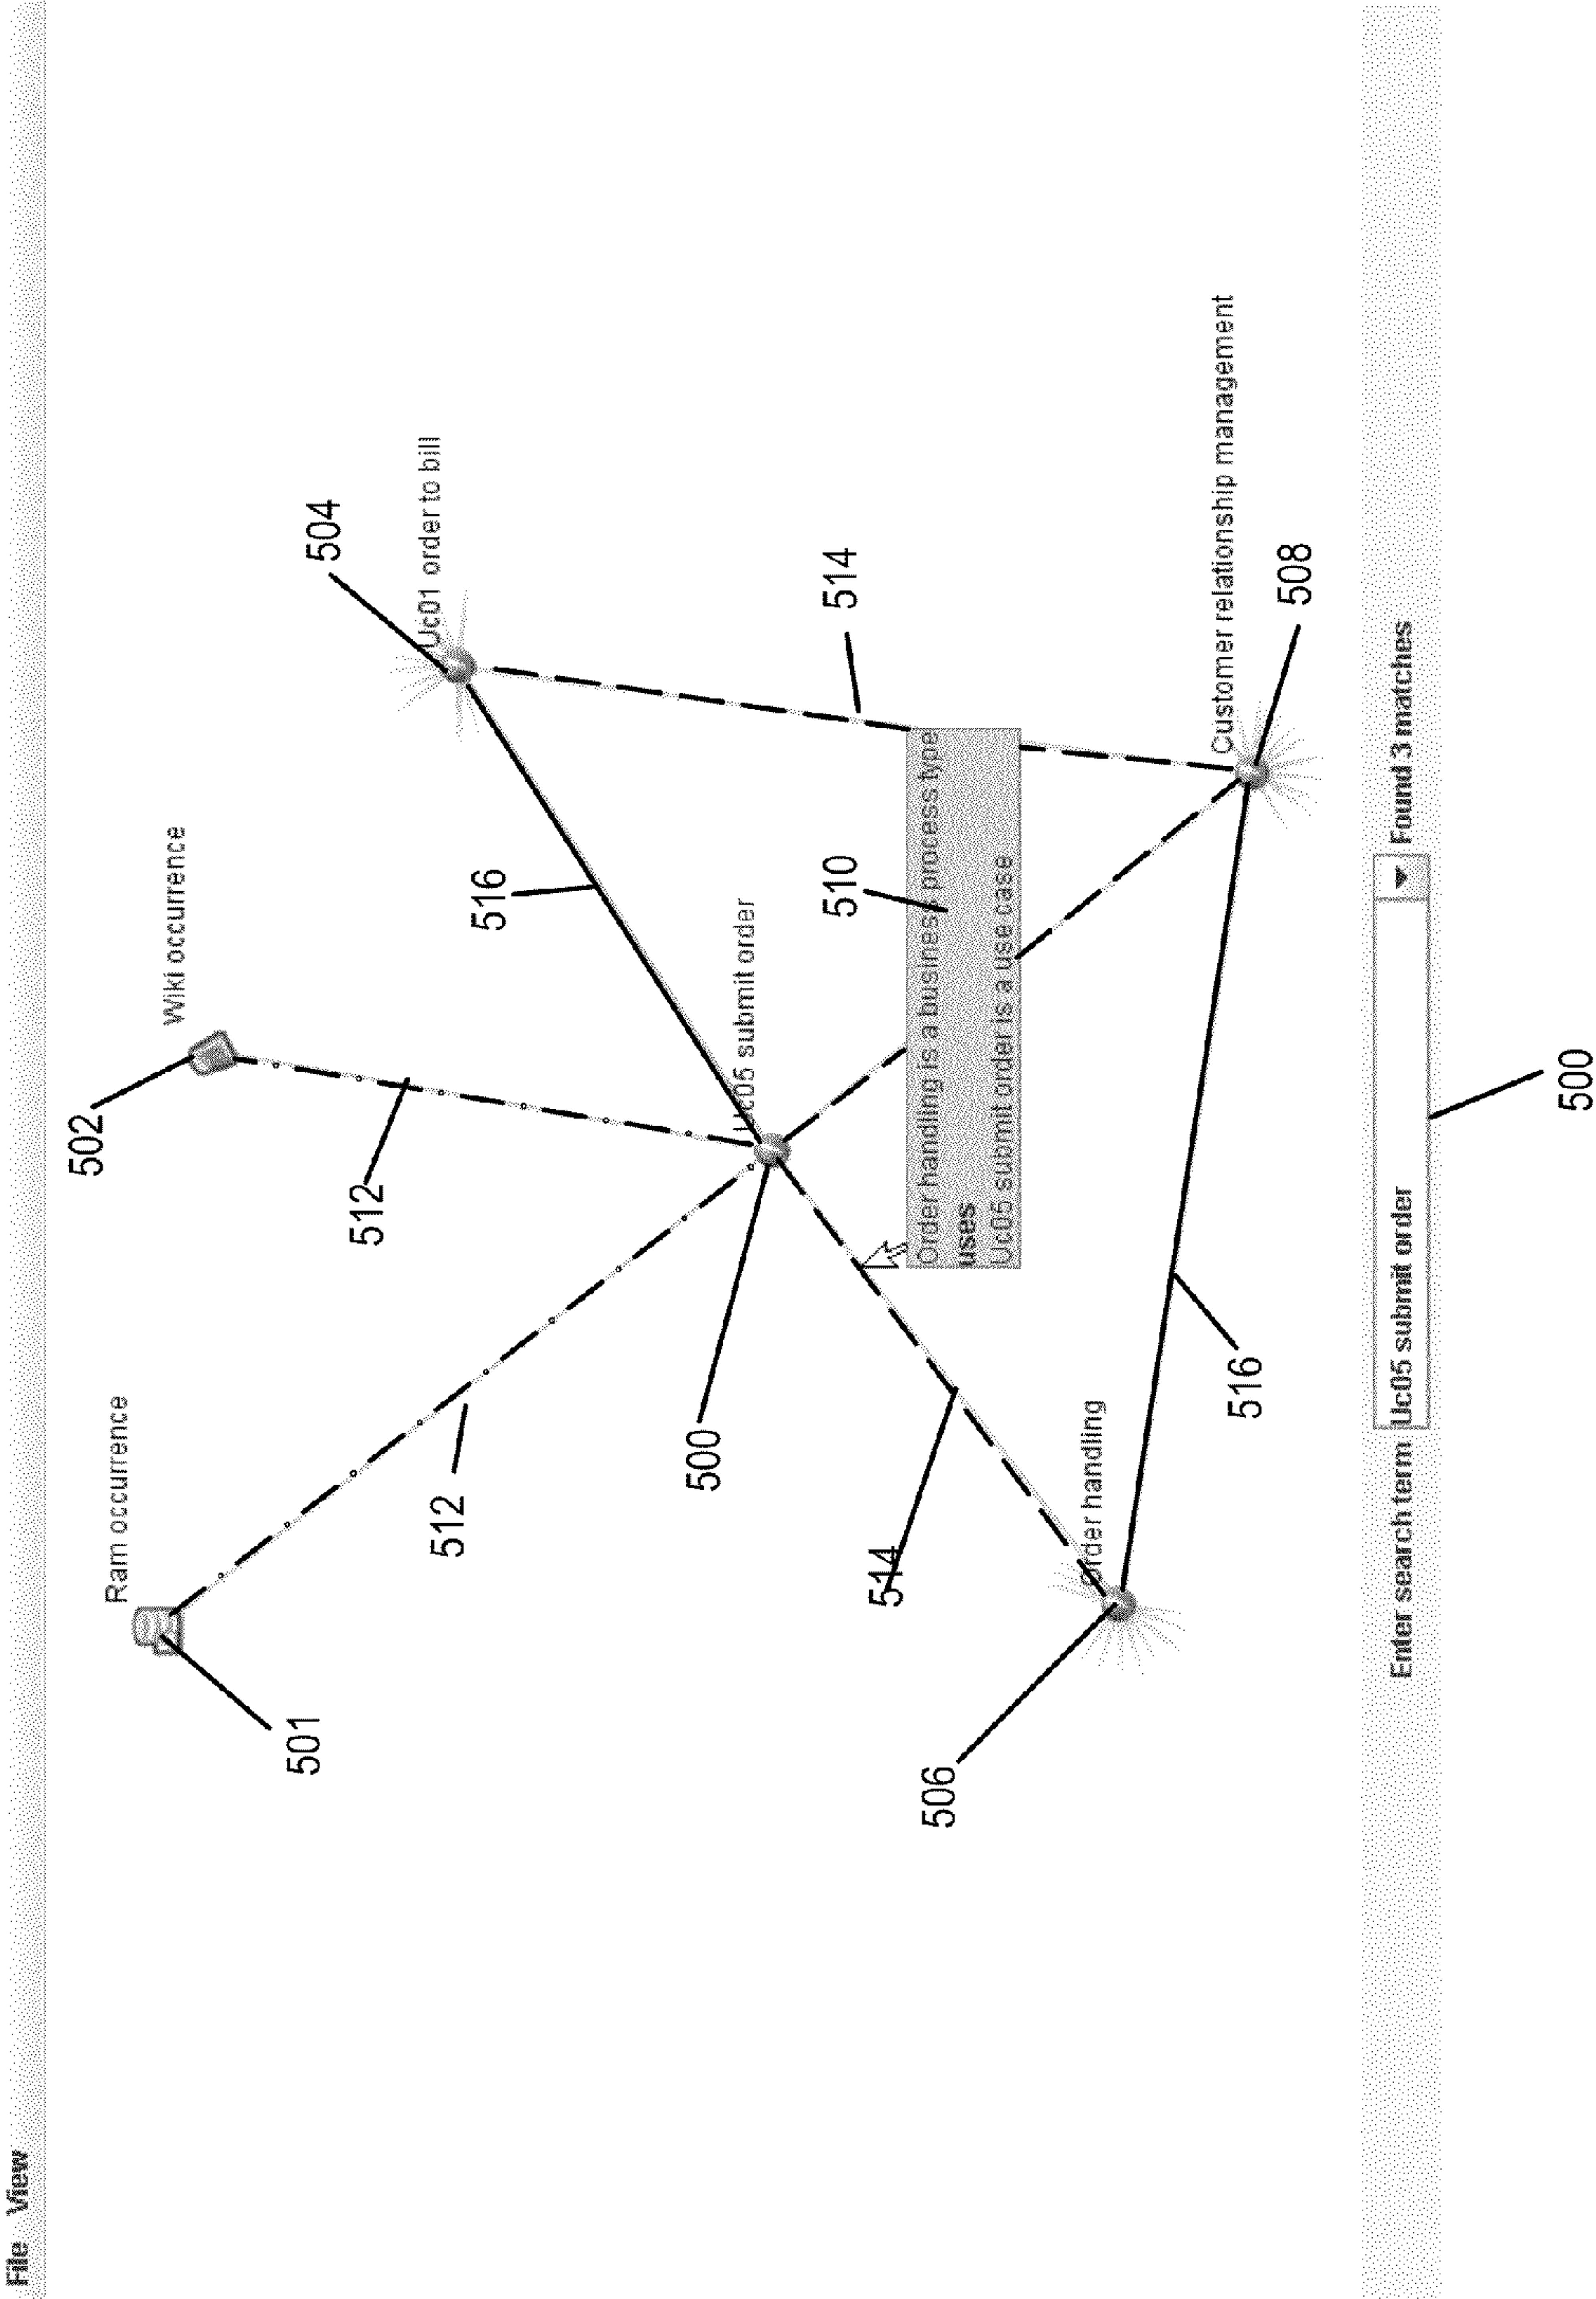 File View
Ram occurrence
Wiki occurrence
502
501
512
512
504
Uc01 order to bill
516
500
Uc05 submit order
514
510
514
Order handling is a business process type
uses
Uc05 submit order is a use case
506
Order handling
Customer relationship management
516
508
Enter search term Uc05 submit order Found 3 matches
500